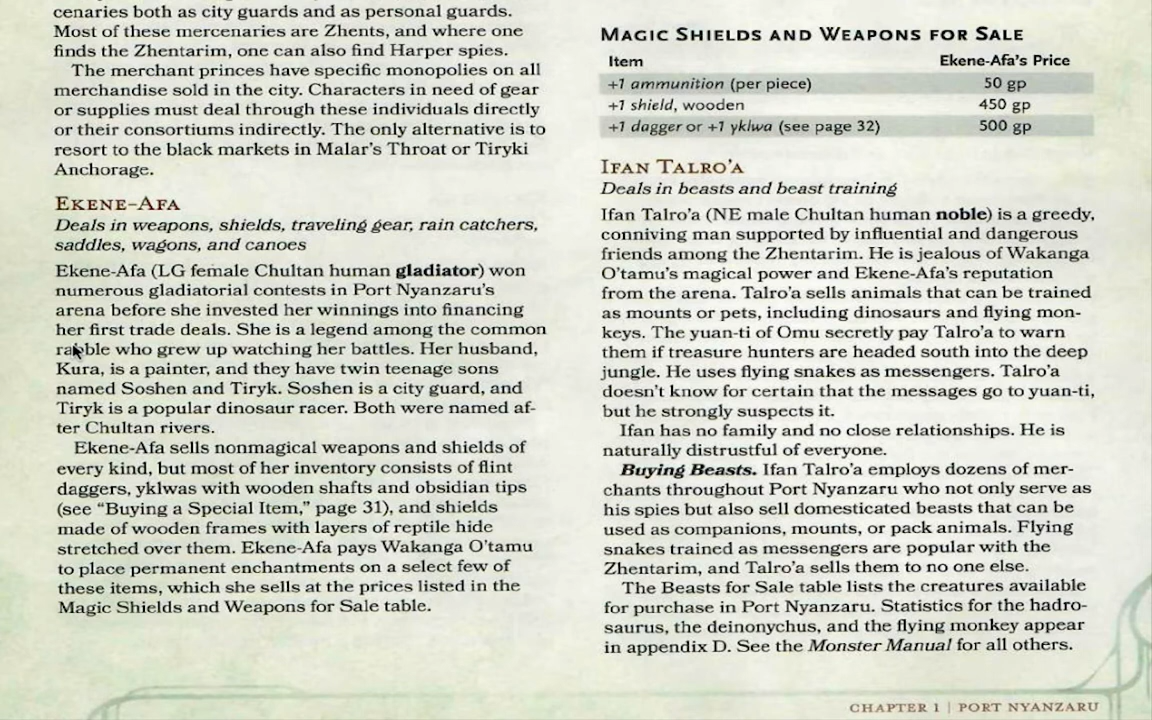 cenaries both as city guards and as personal guards.
Most of these mercenaries are Zhents, and where one
finds the Zhentarim, one can also find Harper spies.
The merchant princes have specific monopolies on all
merchandise sold in the city. Characters in need of gear
or supplies must deal through these individuals directly
or their consortiums indirectly. The only alternative is to
resort to the black markets in Malar's Throat or Tiryki
Anchorage.
EKENE-AFA
Deals in weapons, shields, traveling gear, rain catchers,
saddles, wagons, and canoes
Ekene-Afa (LG female Chultan human gladiator) won
numerous gladiatorial contests in Port Nyanzaru's
arena before she invested her winnings into financing
her first trade deals. She is a legend among the common
rabble who grew up watching her battles. Her husband,
Kura, is a painter, and they have twin teenage sons
named Soshen and Tiryk. Soshen is a city guard, and
Tiryk is a popular dinosaur racer. Both were named af-
ter Chultan rivers.
Ekene-Afa sells nonmagical weapons and shields of
every kind, but most of her inventory consists of flint
daggers, yklwas with wooden shafts and obsidian tips
(see "Buying a Special Item," page 31), and shields
made of wooden frames with layers of reptile hide
stretched over them. Ekene-Afa pays Wakanga O'tamu
to place permanent enchantments on a select few of
these items, which she sells at the prices listed in the
Magic Shields and Weapons for Sale table.
MAGIC SHIELDS AND WEAPONS FOR SALE
Item Ekene-Afa's Price
+1 ammunition (per piece) 50 gp
+1 shield, wooden 450 gp
+1 dagger or +1 yklwa (see page 32) 500 gp
IFAN TALRO'A
Deals in beasts and beast training
Ifan Talro'a (NE male Chultan human noble) is a greedy,
conniving man supported by influential and dangerous
friends among the Zhentarim. He is jealous of Wakanga
O'tamu's magical power and Ekene-Afa's reputation
from the arena. Talro'a sells animals that can be trained
as mounts or pets, including dinosaurs and flying mon-
keys. The yuan-ti of Omu secretly pay Talro'a to warn
them if treasure hunters are headed south into the deep
jungle. He uses flying snakes as messengers. Talro'a
doesn't know for certain that the messages go to yuan-ti,
but he strongly suspects it.
Ifan has no family and no close relationships. He is
naturally distrustful of everyone.
Buying Beasts. Ifan Talro'a employs dozens of mer-
chants throughout Port Nyanzaru who not only serve as
his spies but also sell domesticated beasts that can be
used as companions, mounts, or pack animals. Flying
snakes trained as messengers are popular with the
Zhentarim, and Talro'a sells them to no one else.
The Beasts for Sale table lists the creatures available
for purchase in Port Nyanzaru. Statistics for the hadro-
saurus, the deinonychus, and the flying monkey appear
in appendix D. See the Monster Manual for all others.
CHAPTER 1 | PORT NYANZARU